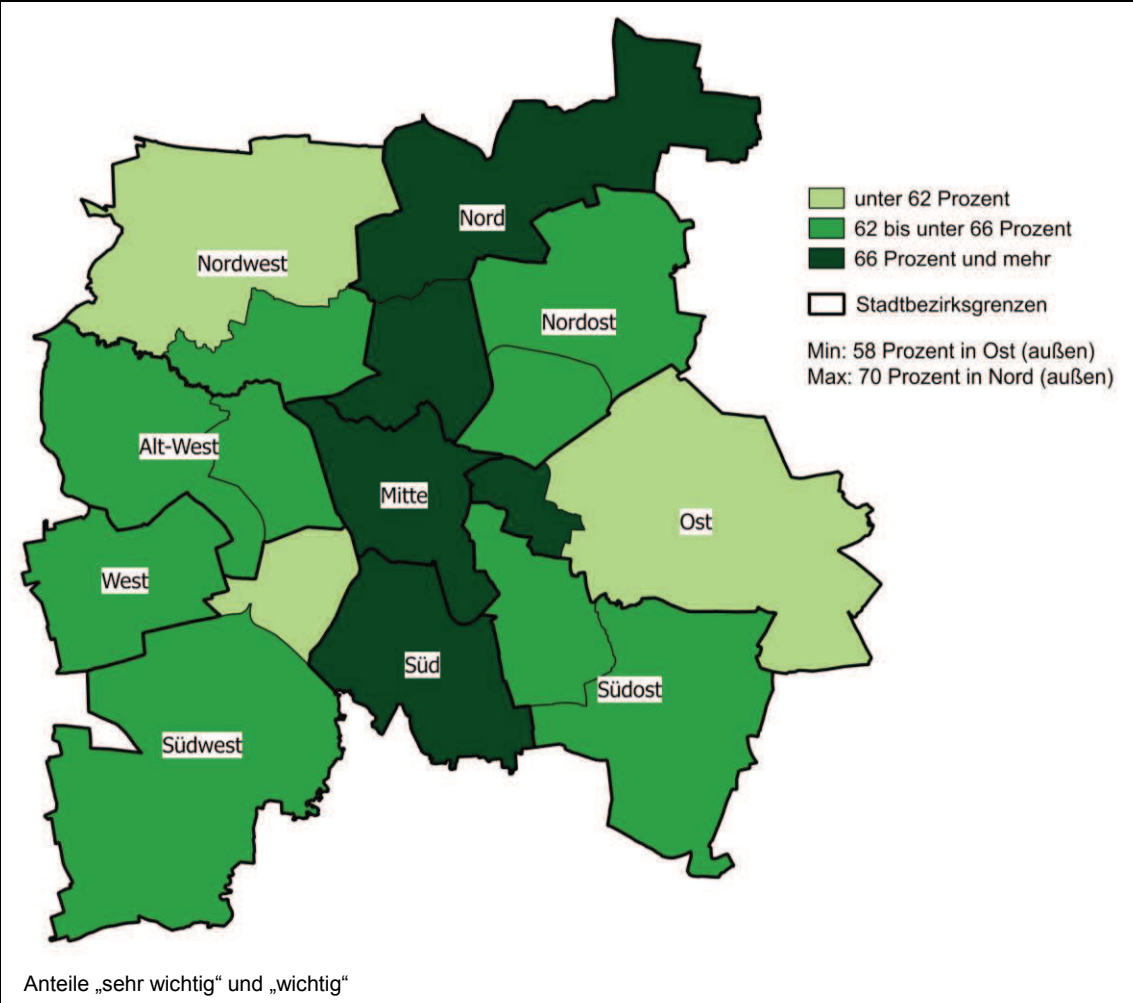 Nord
Nordwest
Nordost
Alt-West
Mitte
Ost
West
Süd
Südost
Südwest
unter 62 Prozent
62 bis unter 66 Prozent
66 Prozent und mehr
Stadtbezirksgrenzen
Min: 58 Prozent in Ost (außen)
Max: 70 Prozent in Nord (außen)
Anteile „sehr wichtig“ und „wichtig“